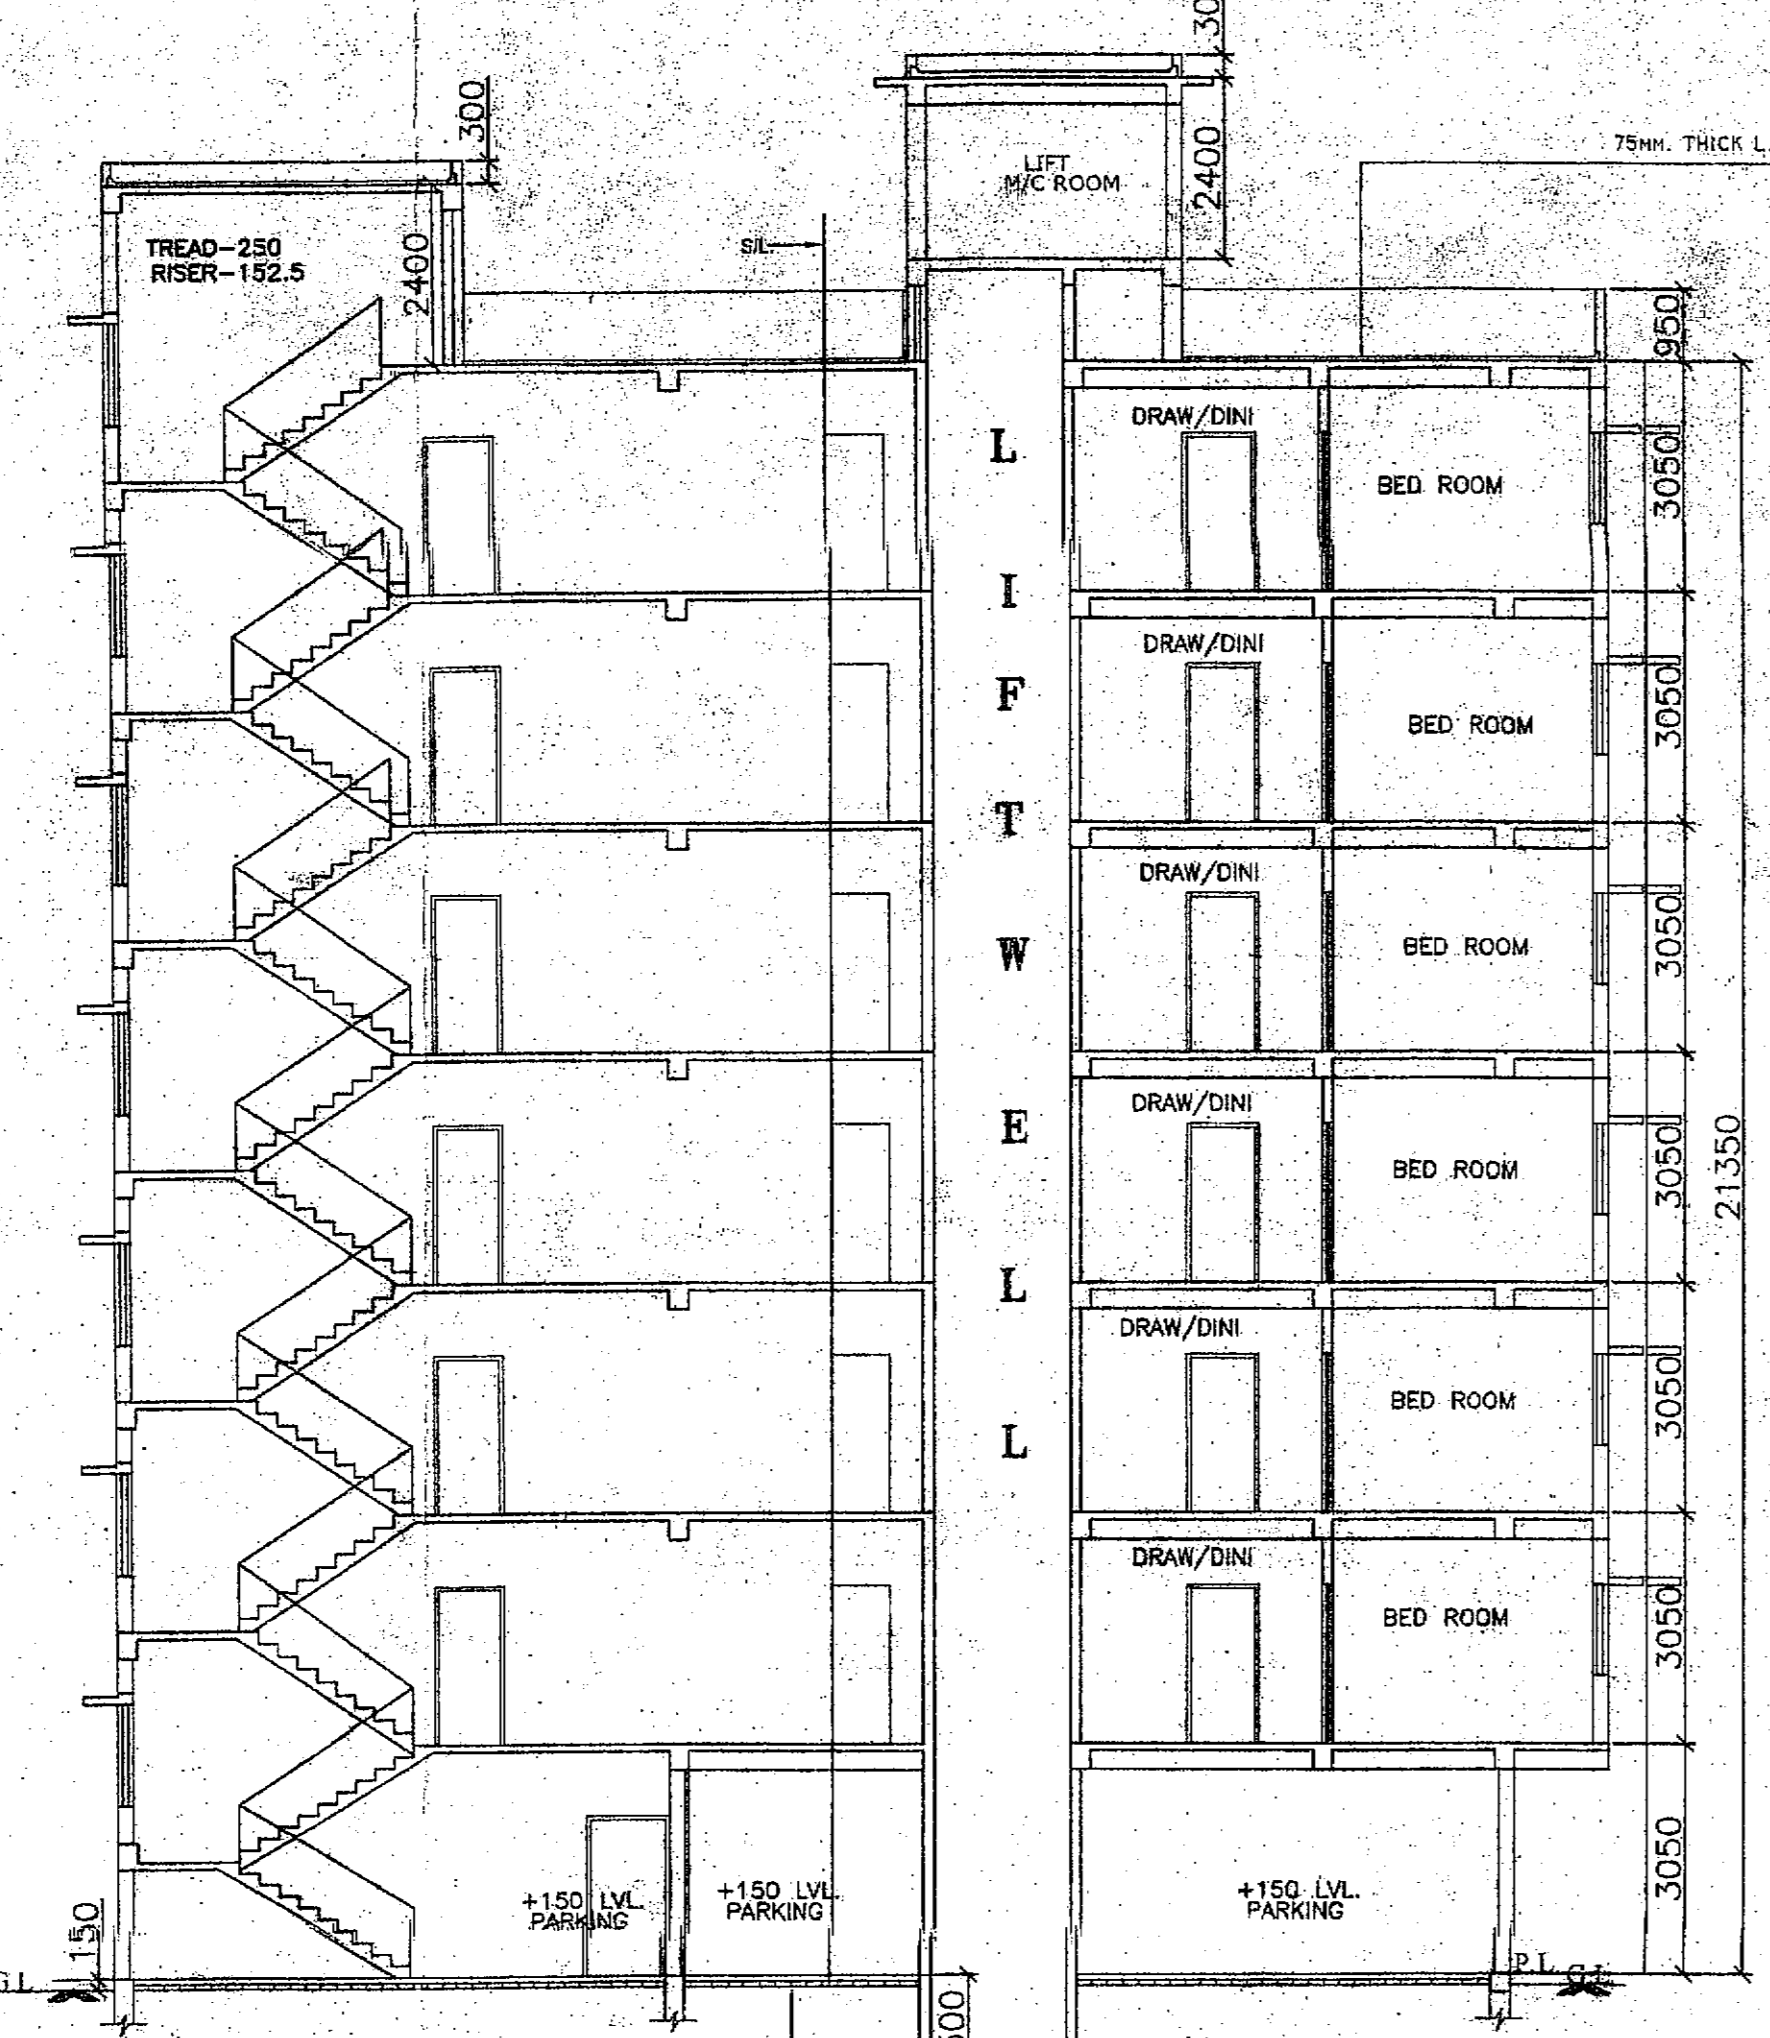 300
75MM. THICK L.
LIFT
M/C ROOM
2400
TREAD-250
RISER-152.5
2400
S/L
950
DRAW/DINI
BED ROOM
3050
DRAW/DINI
BED ROOM
3050
DRAW/DINI
BED ROOM
3050
DRAW/DINI
BED ROOM
3050
21350
DRAW/DINI
BED ROOM
3050
DRAW/DINI
BED ROOM
3050
L
I
F
T
W
E
L
L
+150 LVL.
PARKING
+150 LVL.
PARKING
+150 LVL.
PARKING
3050
150
P.L
G.L